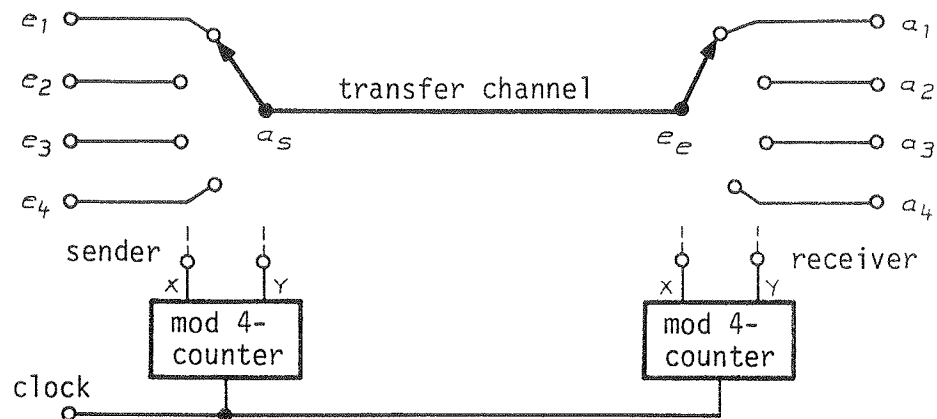 e1 a1
transfer channel
e2 a2
as ee
e3 a3
e4 a4
sender receiver
X Y X Y
mod 4- mod 4-
counter counter
clock